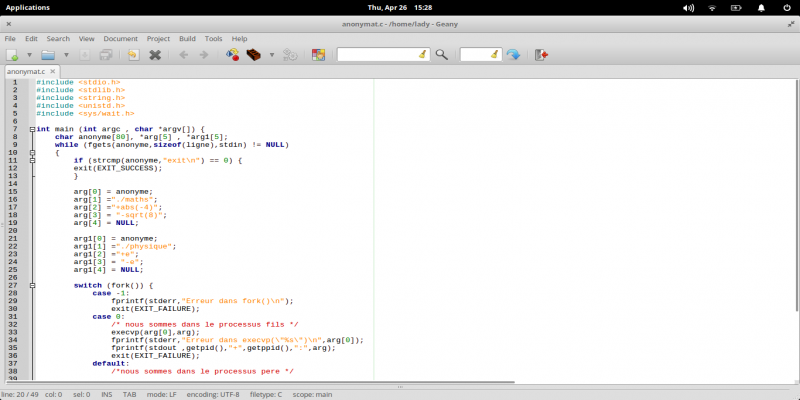 Applications
Thu, Apr 26 15:28
anonymat.c - /home/lady - Geany
File Edit Search View Document Project Build Tools Help
anonymat.c
1 #include <stdio.h>
2 #include <stdlib.h>
3 #include <string.h>
4 #include <unistd.h>
5 #include <sys/wait.h>
6
7 int main (int argc , char *argv[]) {
8 char anonyme[80], *arg[5] , *arg1[5];
9 while (fgets(anonyme,sizeof(ligne),stdin) != NULL)
10 {
11 if (strcmp(anonyme,"exit\n") == 0) {
12 exit(EXIT_SUCCESS);
13 }
14
15 arg[0] = anonyme;
16 arg[1] ="./maths";
17 arg[2] ="+abs(-4)";
18 arg[3] = "-sqrt(8)";
19 arg[4] = NULL;
20
21 arg1[0] = anonyme;
22 arg1[1] ="./physique";
23 arg1[2] ="+e";
24 arg1[3] = "-e";
25 arg1[4] = NULL;
26
27 switch (fork()) {
28 case -1:
29 fprintf(stderr,"Erreur dans fork()\n");
30 exit(EXIT_FAILURE);
31 case 0:
32 /* nous sommes dans le processus fils */
33 execvp(arg[0],arg);
34 fprintf(stderr,"Erreur dans execvp(\"%s\")\n",arg[0]);
35 fprintf(stdout ,getpid(),"+",getppid(),":",arg);
36 exit(EXIT_FAILURE);
37 default:
38 /*nous sommes dans le processus pere */
39
line: 20 / 49 col: 0 sel: 0 INS TAB mode: LF encoding: UTF-8 filetype: C scope: main